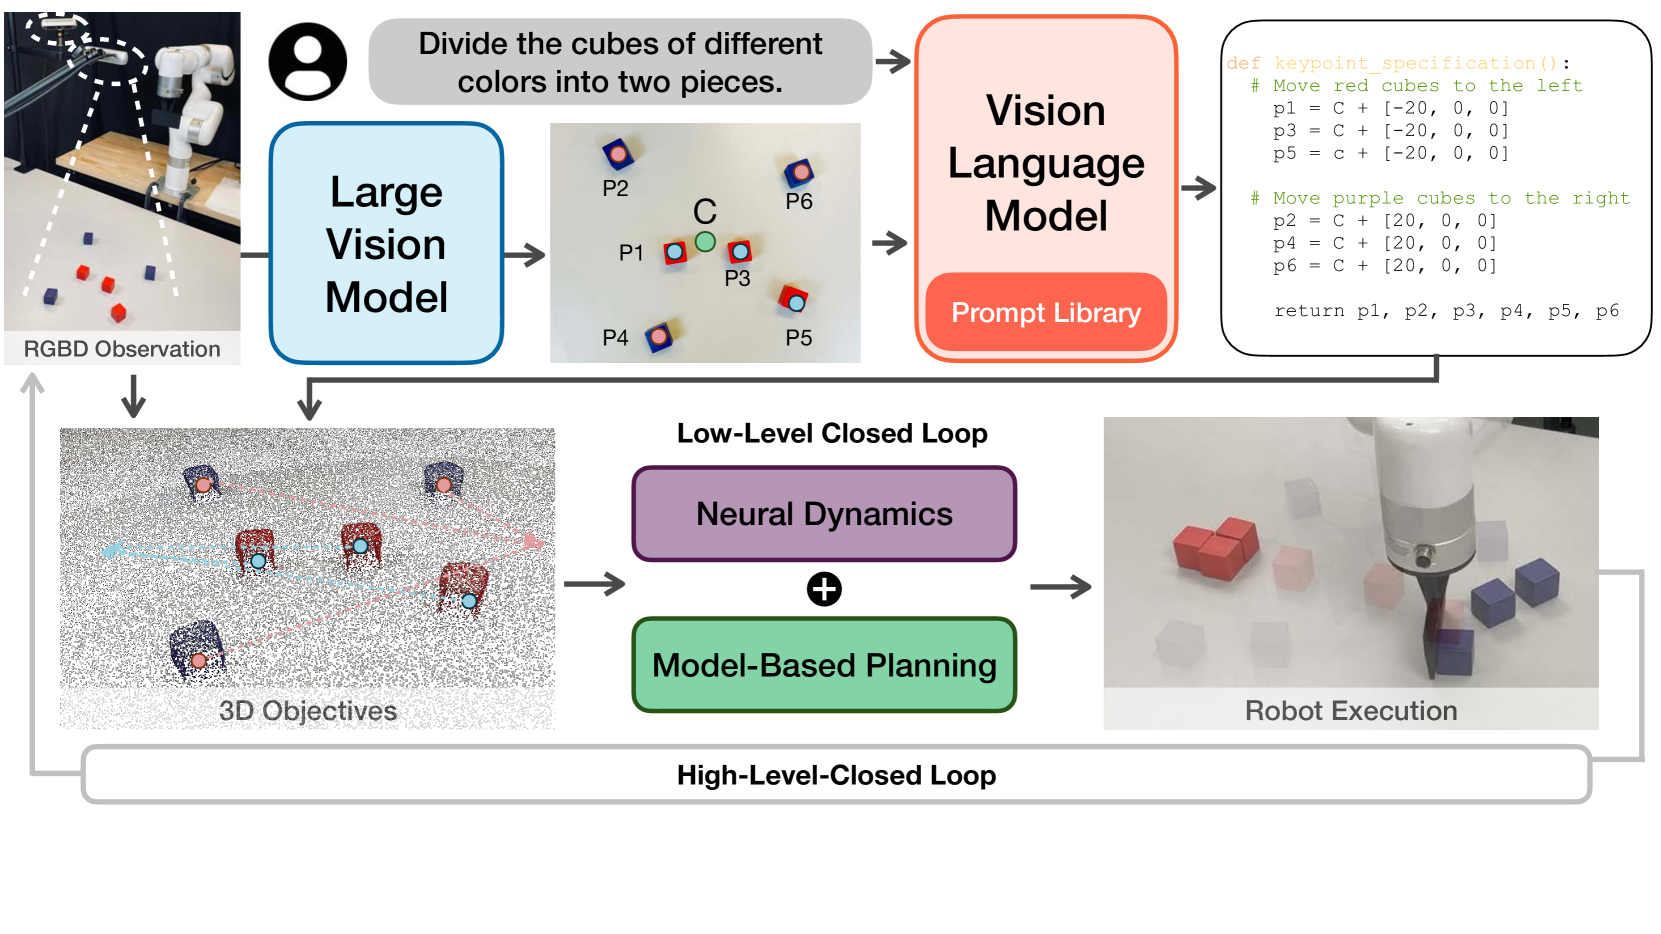 Divide the cubes of different
colors into two pieces.
RGBD Observation
Large
Vision
Model
P2
P6
C
P1
P3
P4
P5
Vision
Language
Model
Prompt Library
def keypoint_specification():
# Move red cubes to the left
p1 = C + [-20, 0, 0]
p3 = C + [-20, 0, 0]
p5 = c + [-20, 0, 0]
# Move purple cubes to the right
p2 = C + [20, 0, 0]
p4 = C + [20, 0, 0]
p6 = C + [20, 0, 0]
return p1, p2, p3, p4, p5, p6
3D Objectives
Low-Level Closed Loop
Neural Dynamics
+
Model-Based Planning
Robot Execution
High-Level-Closed Loop